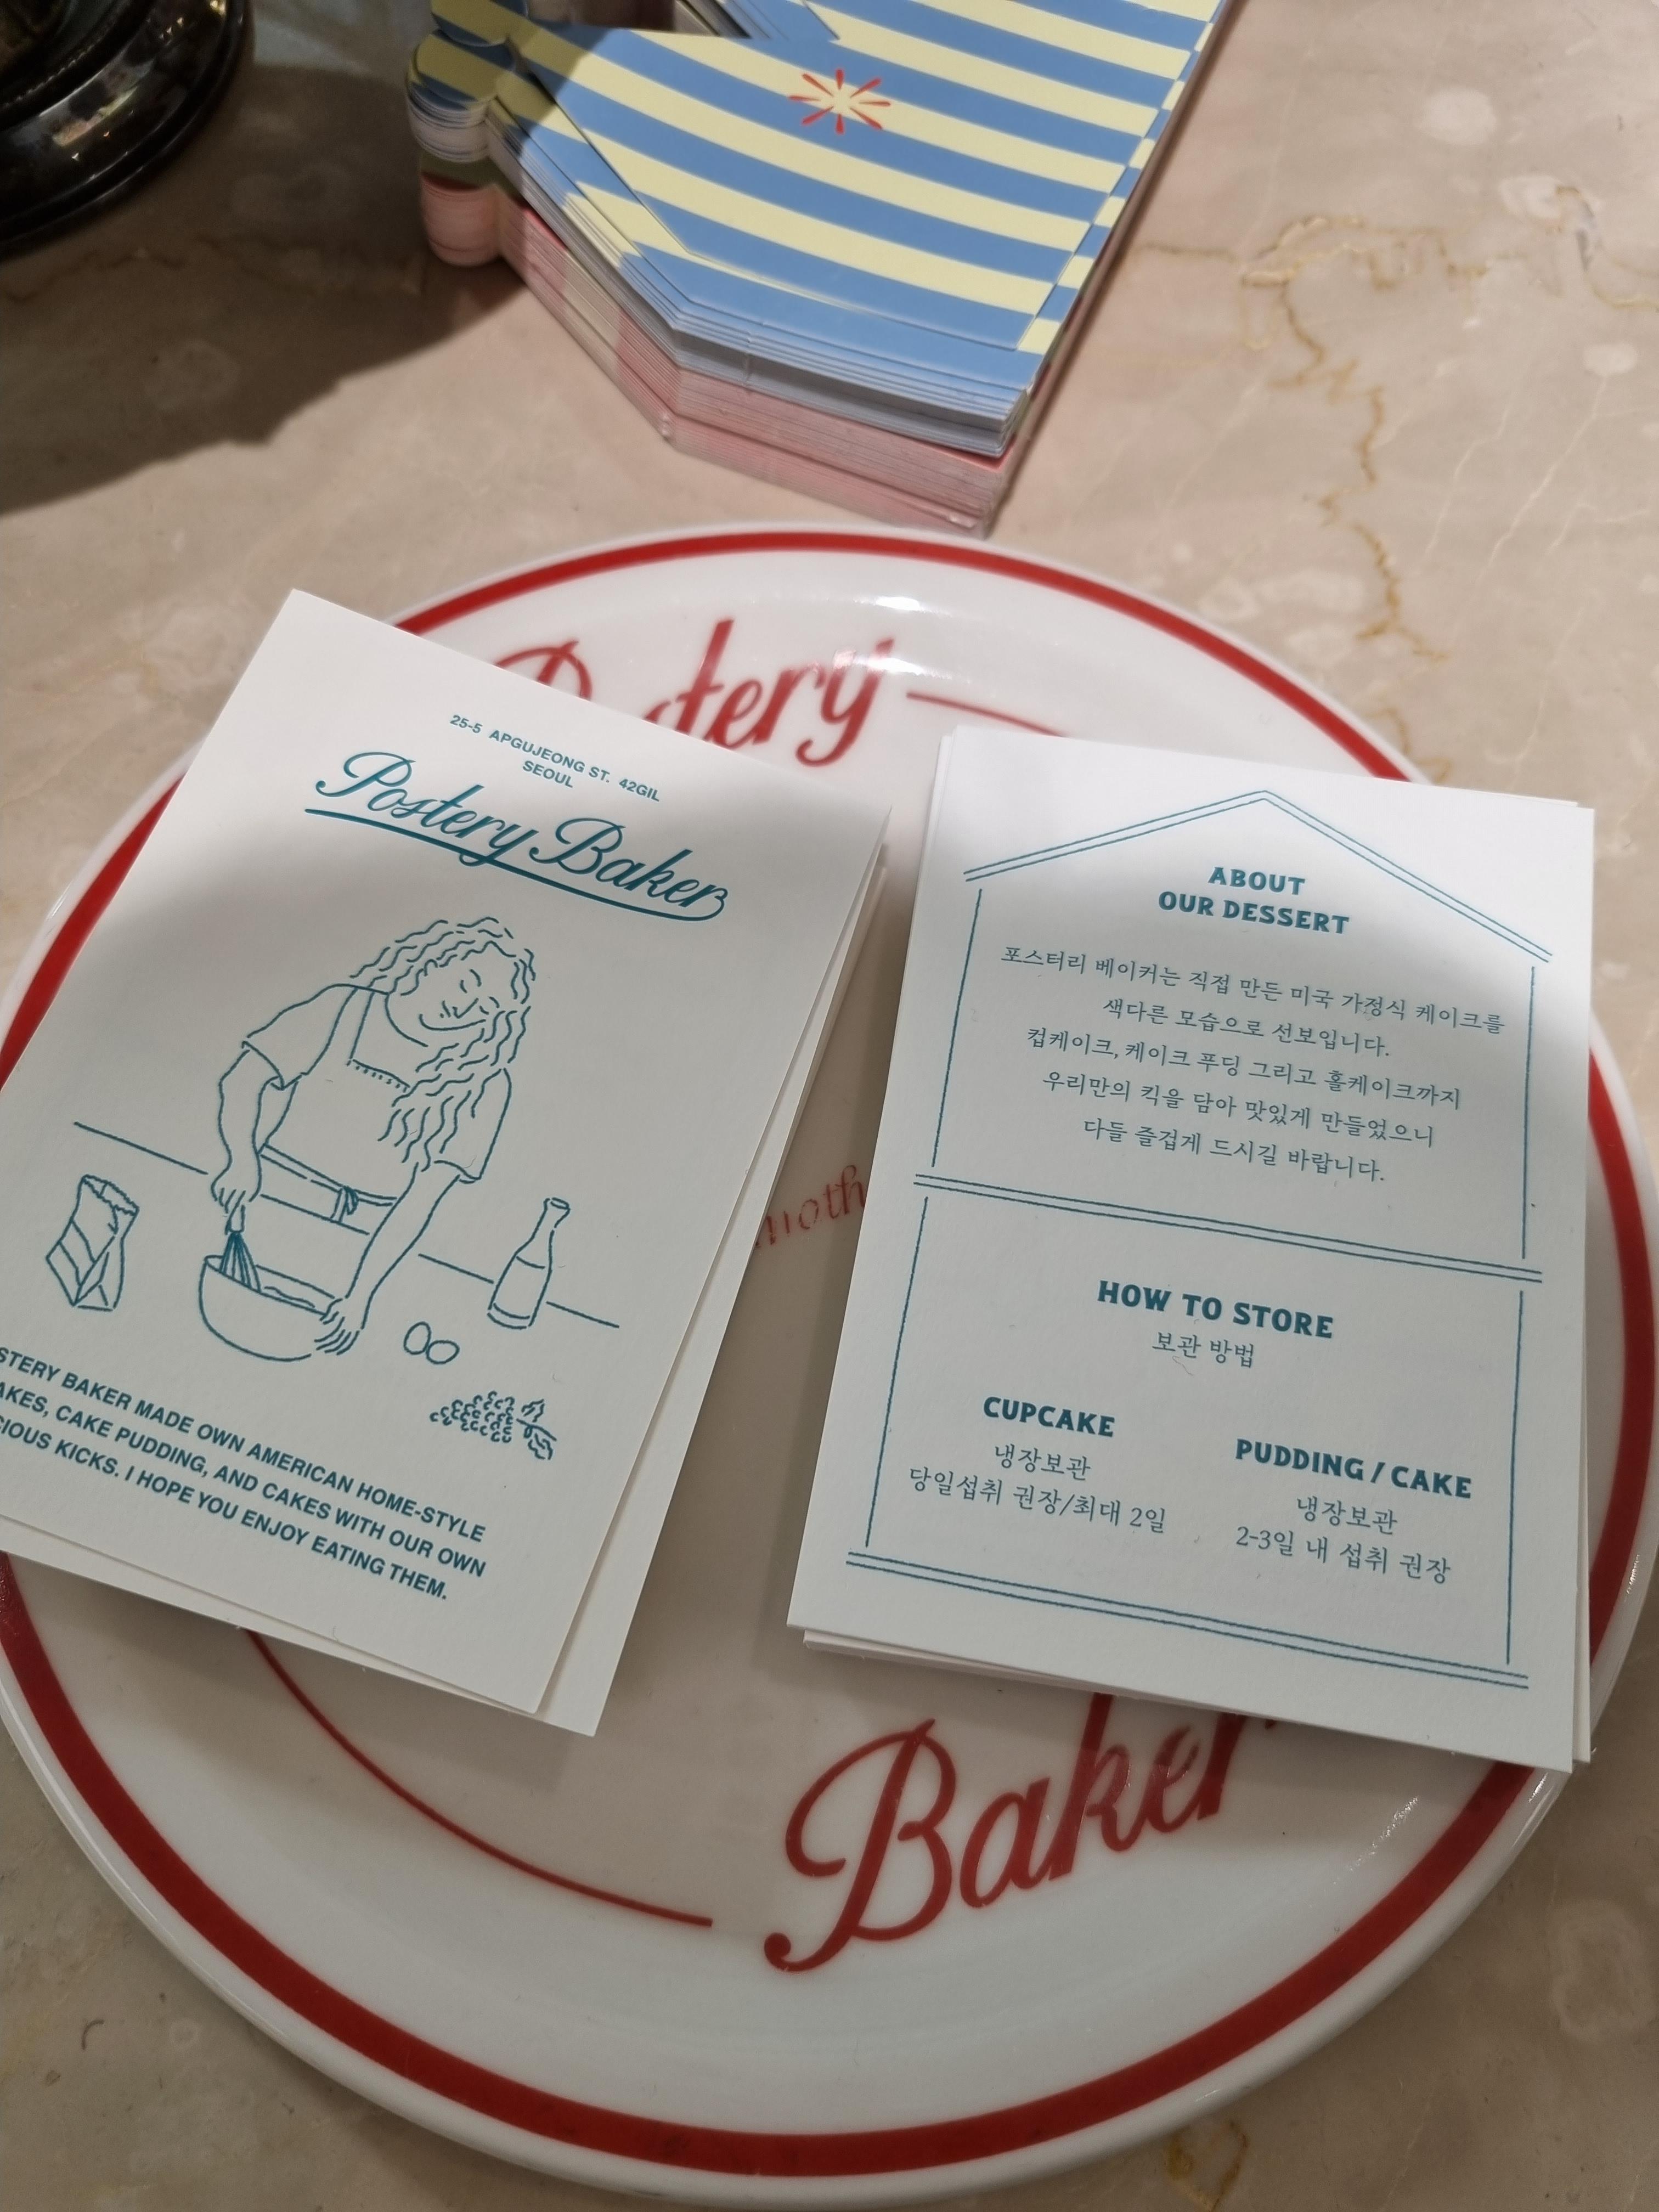 25-5 APGUJEONG ST. 42GIL
SEOUL
Postery Baker
BAKER MADE OWN AMERICAN HOME-STYLE
CAKE PUDDING, AND CAKES WITH OUR OWN
KICKS. I HOPE YOU ENJOY EATING THEM.
ABOUT
OUR DESSERT
포스터리 베이커는 직접 만든 미국 가정식 케이크를
색다른 모습으로 선보입니다.
컵케이크, 케이크 푸딩 그리고 홀케이크까지
우리만의 킥을 담아 맛있게 만들었으니
다들 즐겁게 드시길 바랍니다.
HOW TO STORE
보관 방법
CUPCAKE
냉장보관
당일섭취 권장/최대 2일
PUDDING / CAKE
냉장보관
2-3일 내 섭취 권장
Baker